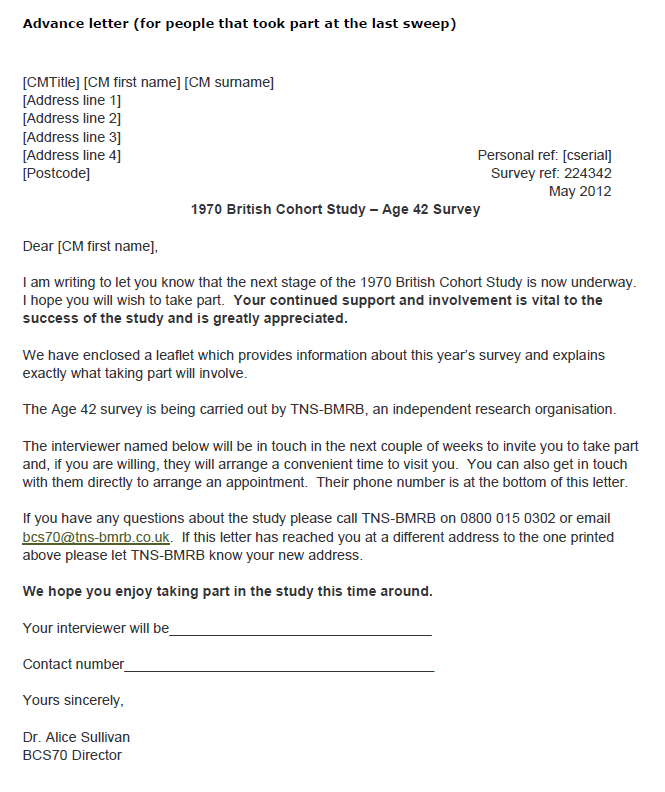 Advance letter (for people that took part at the last sweep)
[CMTitle] [CM first name] [CM surname]
[Address line 1]
[Address line 2]
[Address line 3]
[Address line 4]
[Postcode]
Personal ref: [cserial]
Survey ref: 224342
May 2012
1970 British Cohort Study – Age 42 Survey
Dear [CM first name],
I am writing to let you know that the next stage of the 1970 British Cohort Study is now underway.
I hope you will wish to take part.  Your continued support and involvement is vital to the
success of the study and is greatly appreciated.
We have enclosed a leaflet which provides information about this year's survey and explains
exactly what taking part will involve.
The Age 42 survey is being carried out by TNS-BMRB, an independent research organisation.
The interviewer named below will be in touch in the next couple of weeks to invite you to take part
and, if you are willing, they will arrange a convenient time to visit you.  You can also get in touch
with them directly to arrange an appointment.  Their phone number is at the bottom of this letter.
If you have any questions about the study please call TNS-BMRB on 0800 015 0302 or email
bcs70@tns-bmrb.co.uk.  If this letter has reached you at a different address to the one printed
above please let TNS-BMRB know your new address.
We hope you enjoy taking part in the study this time around.
Your interviewer will be__________________________________
Contact number________________________________________
Yours sincerely,
Dr. Alice Sullivan
BCS70 Director